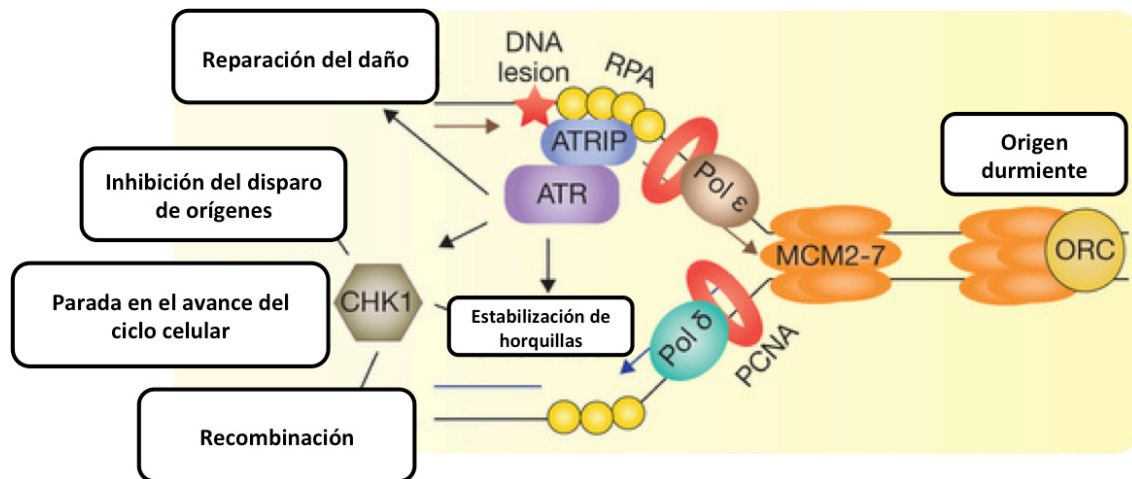 Reparación del daño
DNA
lesion
RPA
ATRIP
ATR
Pol ε
Origen
durmiente
Inhibición del disparo
de orígenes
MCM2-7
ORC
Parada en el avance del
ciclo celular
CHK1
Estabilización de
horquillas
Pol δ
PCNA
Recombinación